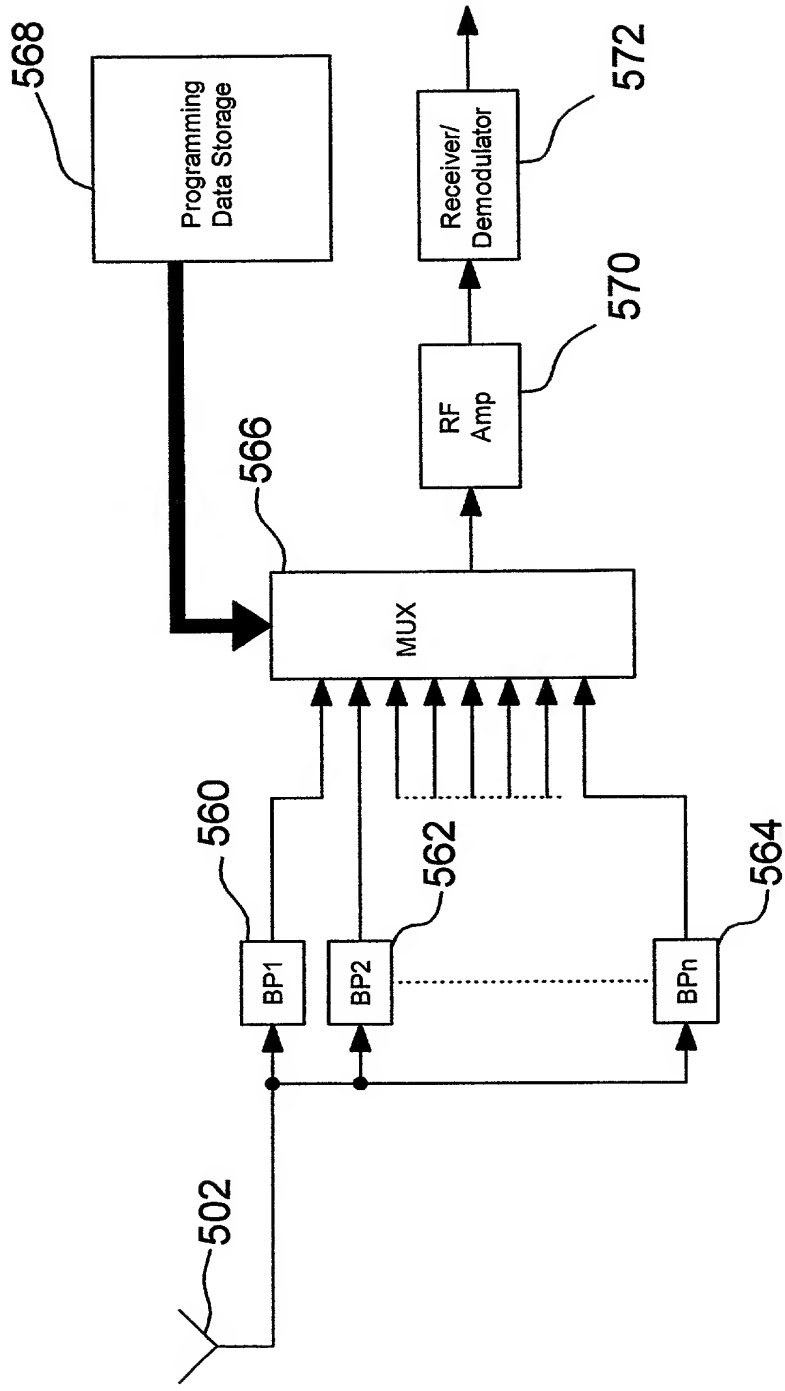 502
560
BP1
BP2
562
BPn
564
566
MUX
568
Programming
Data Storage
RF
Amp
570
Receiver/
Demodulator
572